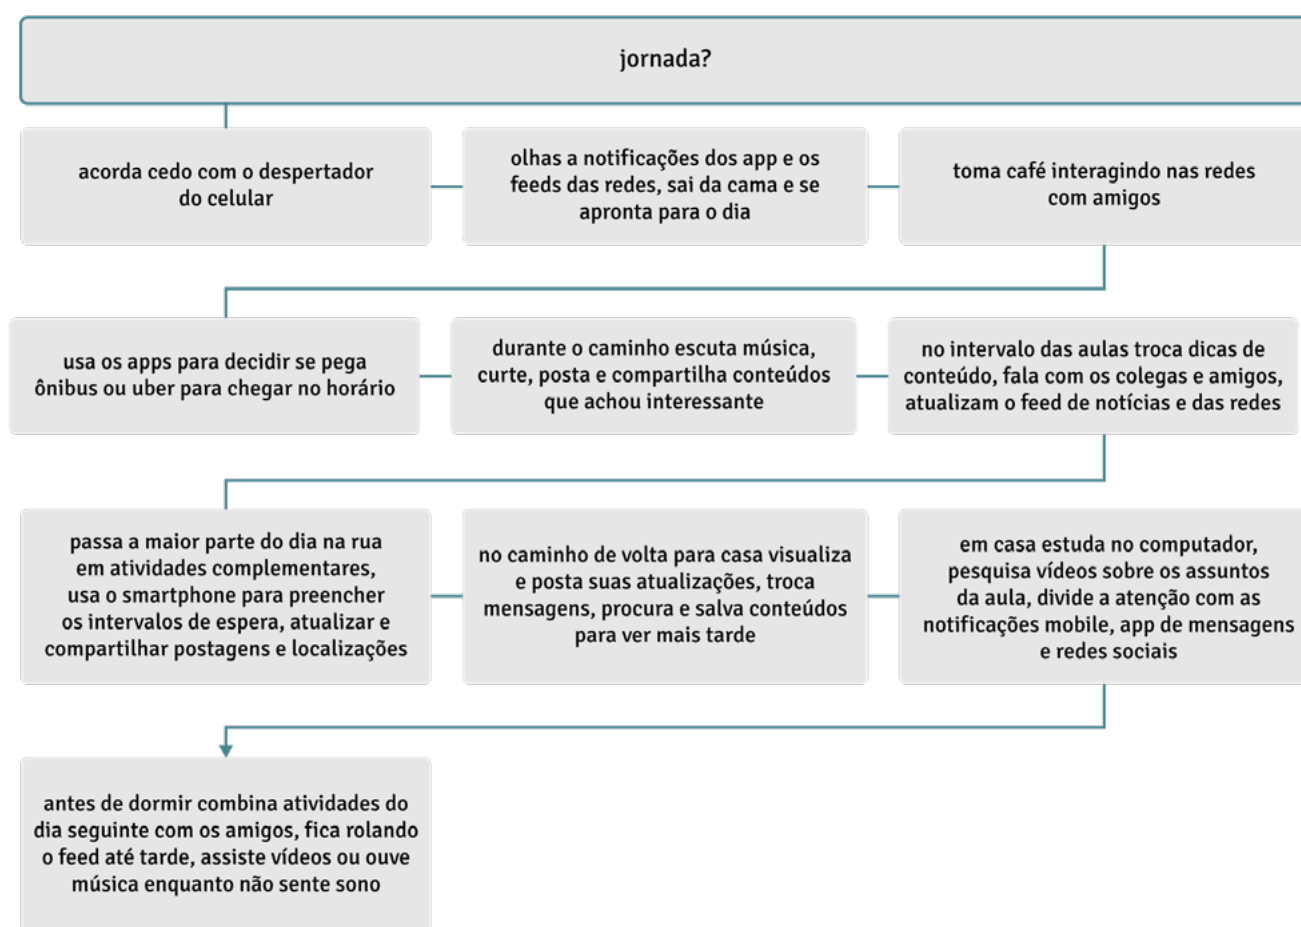 jornada?
acorda cedo com o despertador
do celular
olhas a notificações dos app e os
feeds das redes, sai da cama e se
apronta para o dia
toma café interagindo nas redes
com amigos
usa os apps para decidir se pega
ônibus ou uber para chegar no horário
durante o caminho escuta música,
curte, posta e compartilha conteúdos
que achou interessante
no intervalo das aulas troca dicas de
conteúdo, fala com os colegas e amigos,
atualizam o feed de notícias e das redes
passa a maior parte do dia na rua
em atividades complementares,
usa o smartphone para preencher
os intervalos de espera, atualizar e
compartilhar postagens e localizações
no caminho de volta para casa visualiza
e posta suas atualizações, troca
mensagens, procura e salva conteúdos
para ver mais tarde
em casa estuda no computador,
pesquisa vídeos sobre os assuntos
da aula, divide a atenção com as
notificações mobile, app de mensagens
e redes sociais
antes de dormir combina atividades do
dia seguinte com os amigos, fica rolando
o feed até tarde, assiste vídeos ou ouve
música enquanto não sente sono